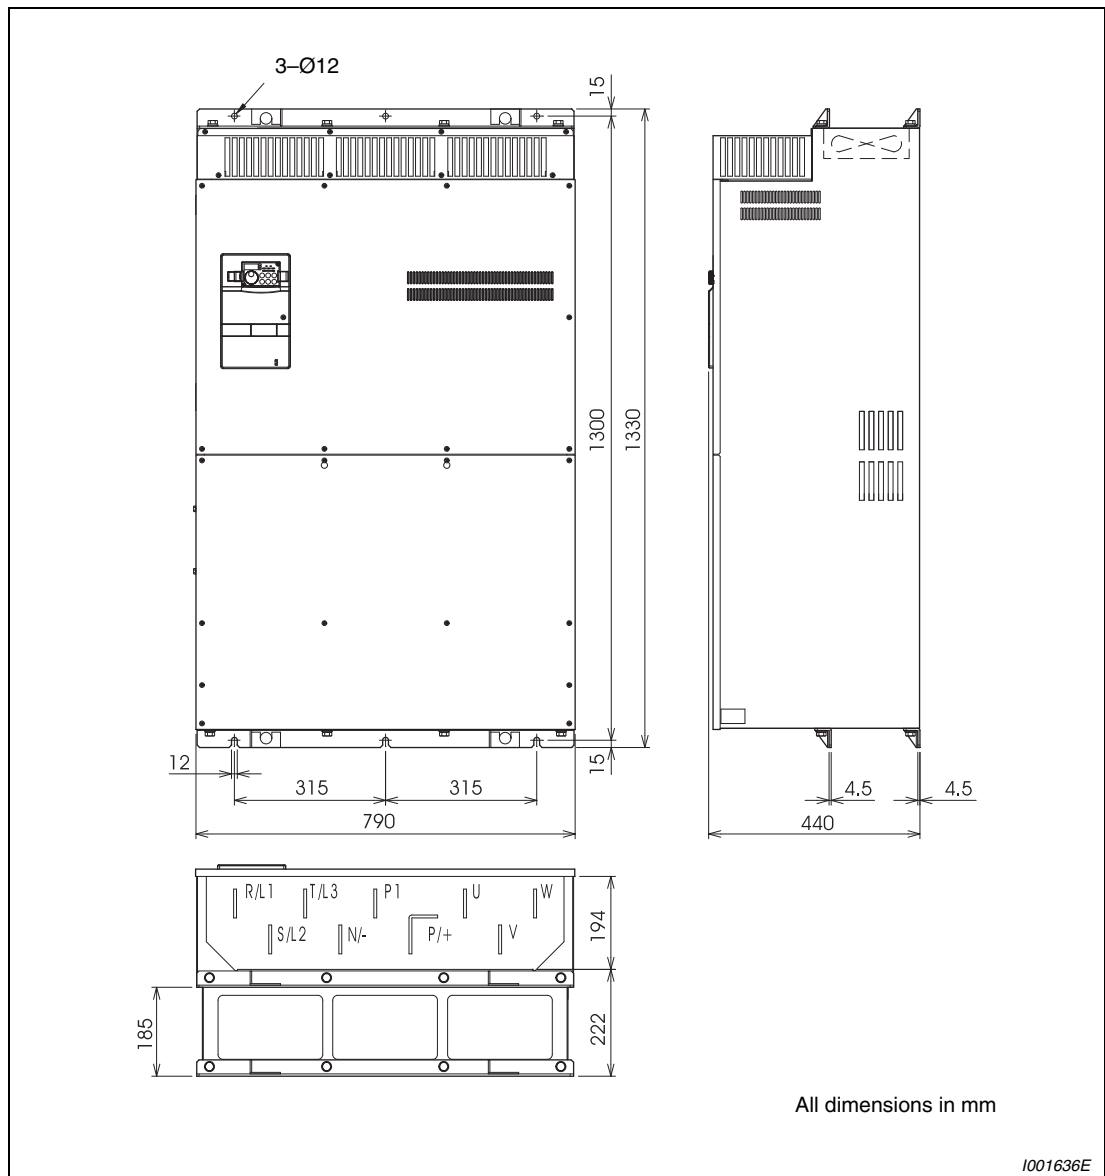 3–Ø12
15
1300
1330
12
315
315
15
790
4.5
4.5
440
R/L1
T/L3
P1
U
W
S/L2
N/-
P/+
V
194
185
222
All dimensions in mm
I001636E